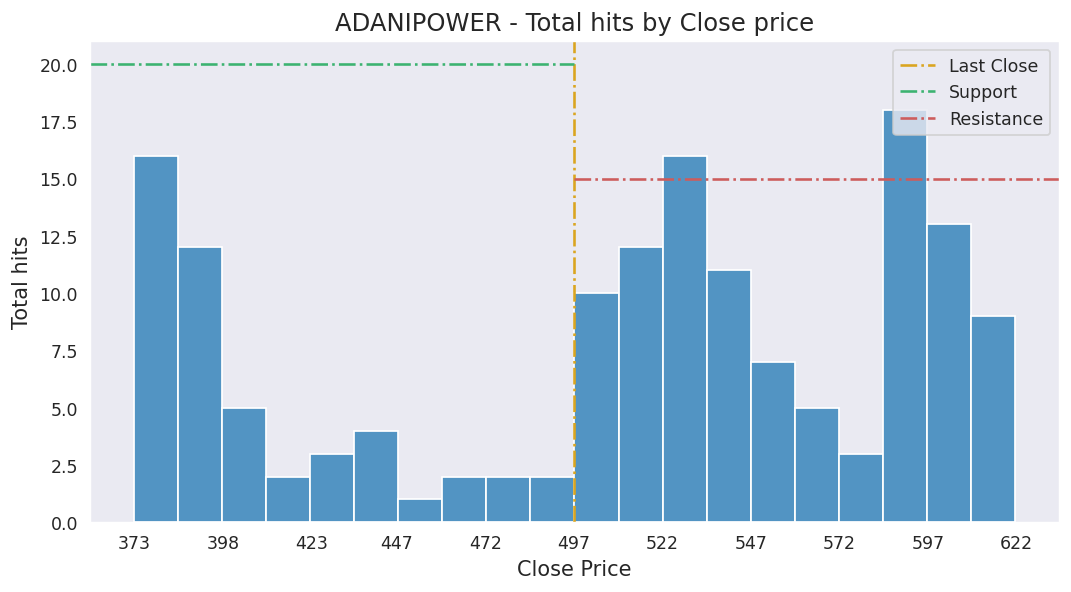 ADANIPOWER - Total hits by Close price
Last Close
Support
Resistance
20.0
17.5
15.0
12.5
10.0
7.5
5.0
2.5
0.0
Total hits
373 398 423 447 472 497 522 547 572 597 622
Close Price